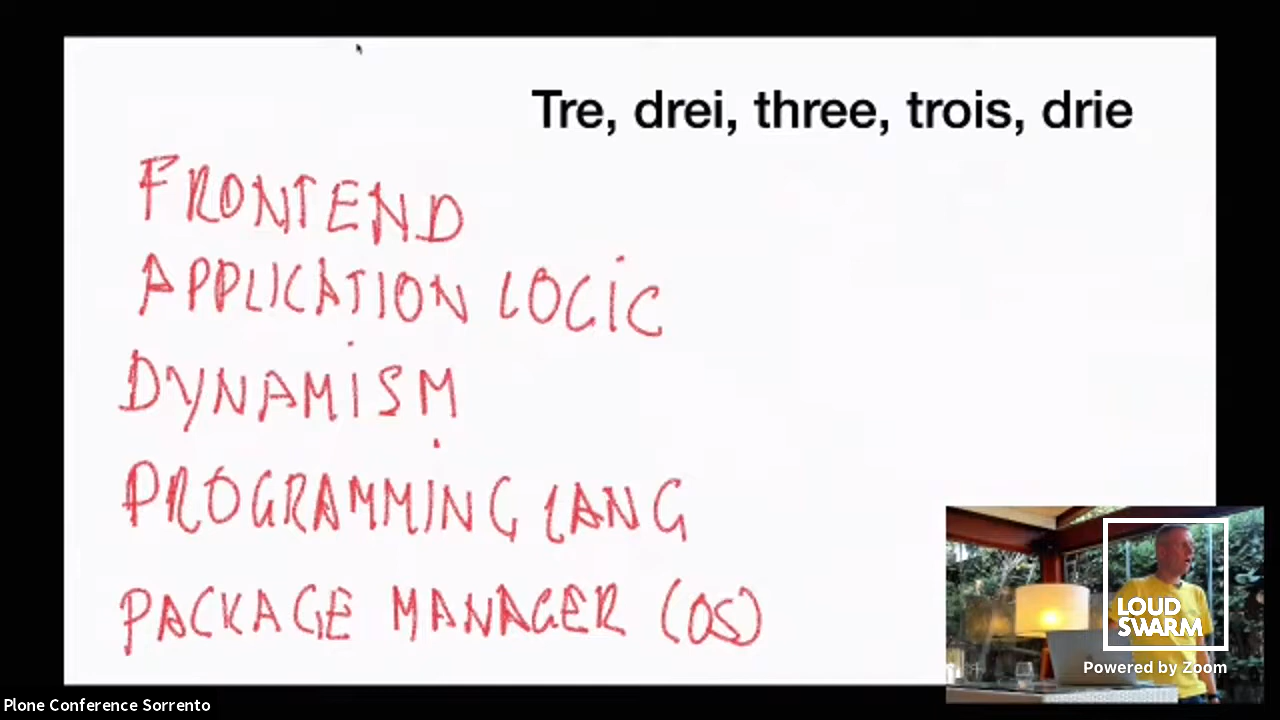 Tre, drei, three, trois, drie
FRONTEND
APPLICATION LOGIC
DYNAMISM
PROGRAMMING LANG
PACKAGE MANAGER (OS)
LOUD
SWARM
Powered by Zoom
Plone Conference Sorrento